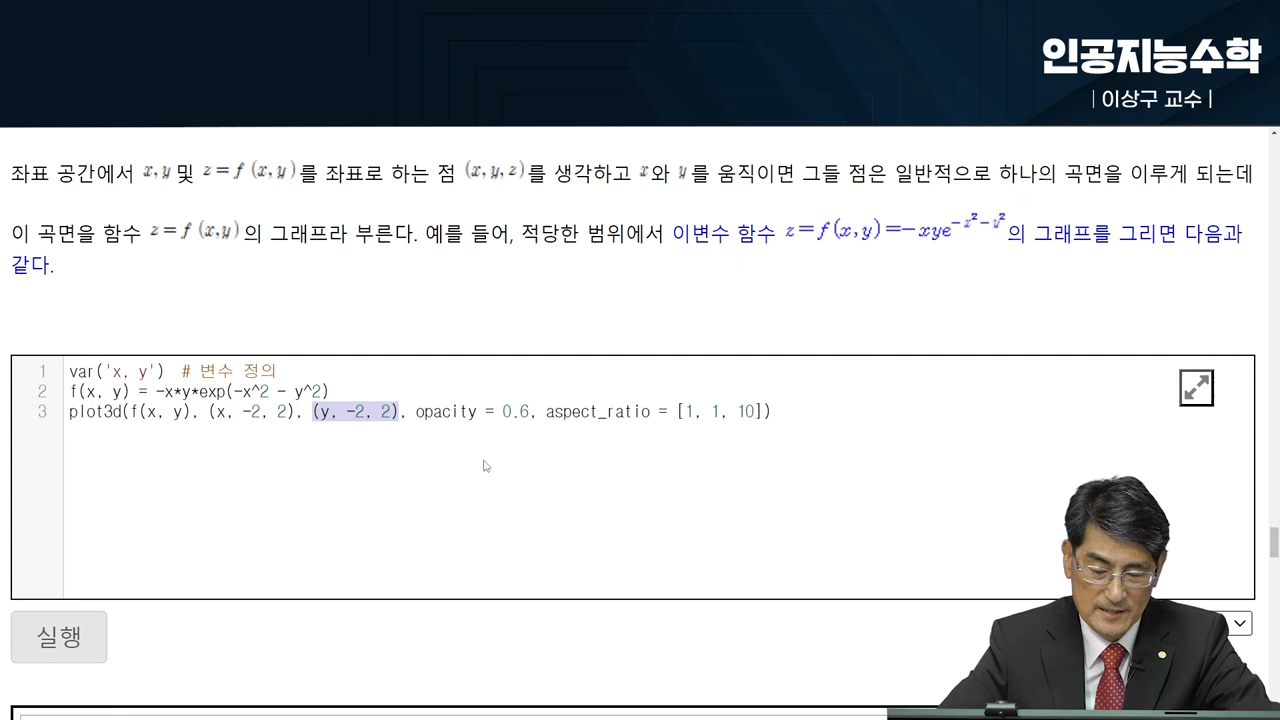 인공지능수학
| 이상구 교수 |
좌표 공간에서 x, y 및 z = f (x, y)를 좌표로 하는 점 (x, y, z)를 생각하고 x와 y를 움직이면 그들 점은 일반적으로 하나의 곡면을 이루게 되는데
이 곡면을 함수 z = f (x,y)의 그래프라 부른다. 예를 들어, 적당한 범위에서 이변수 함수 z = f (x, y) = −xye^{−x²−y²}의 그래프를 그리면 다음과
같다.
1 var('x, y')  # 변수 정의
2 f(x, y) = -x*y*exp(-x^2 - y^2)
3 plot3d(f(x, y), (x, -2, 2), (y, -2, 2), opacity = 0.6, aspect_ratio = [1, 1, 10])
실행